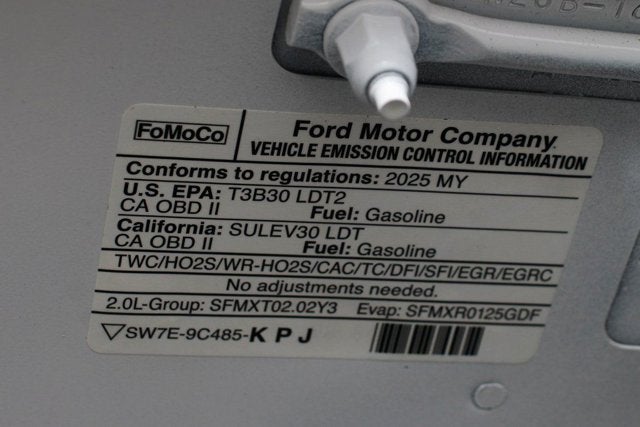 FoMoCo
Ford Motor Company
VEHICLE EMISSION CONTROL INFORMATION
Conforms to regulations: 2025 MY
U.S. EPA: T3B30 LDT2
CA OBD II Fuel: Gasoline
California: SULEV30 LDT
CA OBD II Fuel: Gasoline
TWC/HO2S/WR-HO2S/CAC/TC/DFI/SFI/EGR/EGRC
No adjustments needed.
2.0L-Group: SFMXT02.02Y3 Evap: SFMXR0125GDF
SW7E-9C485-KPJ